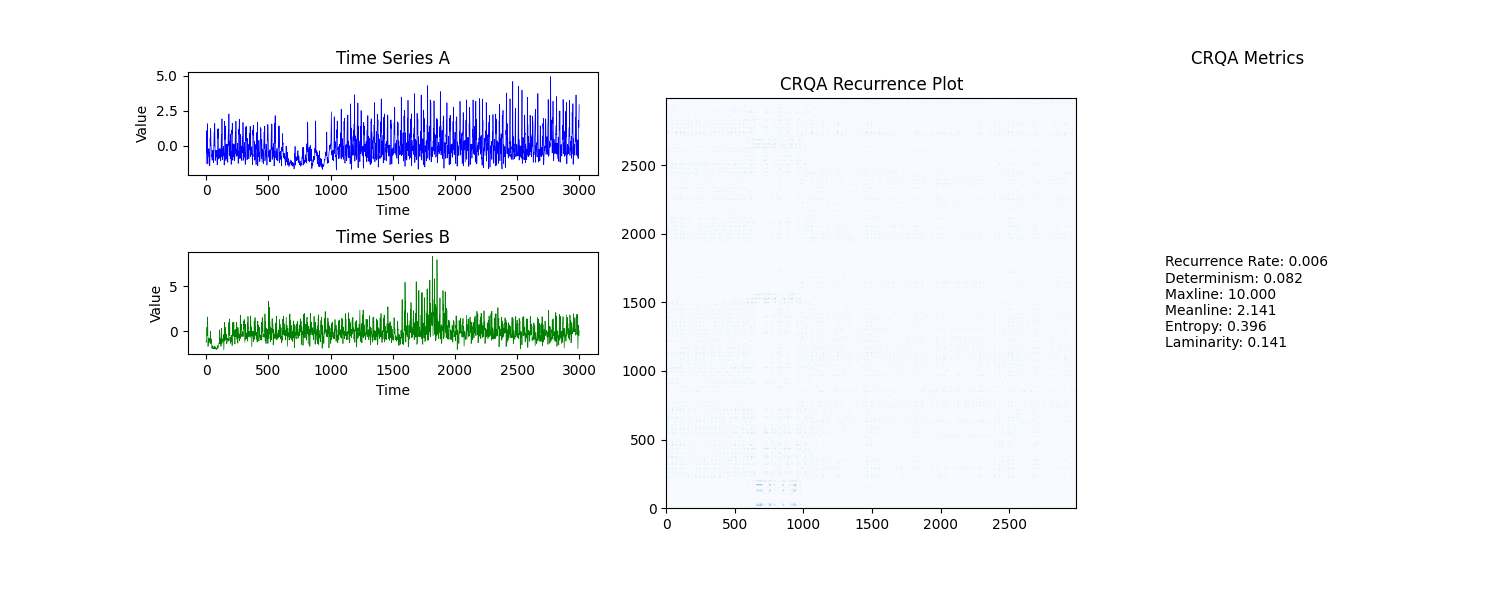 Time Series A
5.0
2.5
0.0
Value
0 500 1000 1500 2000 2500 3000
Time
Time Series B
5
0
Value
0 500 1000 1500 2000 2500 3000
Time
CRQA Recurrence Plot
2500
2000
1500
1000
500
0
0 500 1000 1500 2000 2500
CRQA Metrics
Recurrence Rate: 0.006
Determinism: 0.082
Maxline: 10.000
Meanline: 2.141
Entropy: 0.396
Laminarity: 0.141